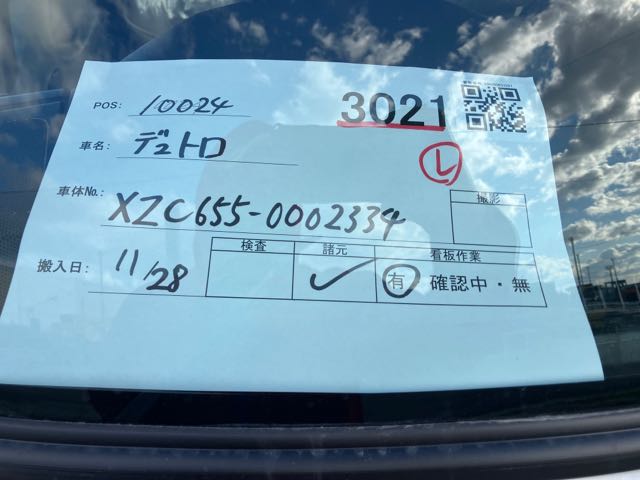 POS: 10024 3021
車名: デュトロ Ⓛ
車体No.: XZC655-0002334 撮影
搬入日: 11/28 検査 諸元 看板作業
✓ 有 確認中・無